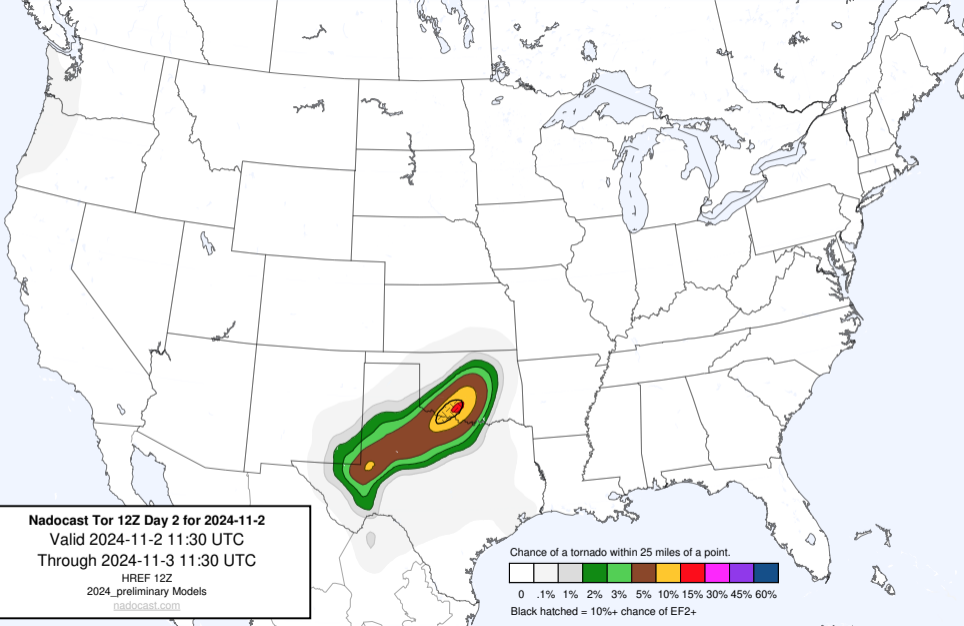 Nadocast Tor 12Z Day 2 for 2024-11-2
Valid 2024-11-2 11:30 UTC
Through 2024-11-3 11:30 UTC
HREF 12Z
2024_preliminary Models
nadocast.com
Chance of a tornado within 25 miles of a point.
0 .1% 1% 2% 3% 5% 10% 15% 30% 45% 60%
Black hatched = 10%+ chance of EF2+